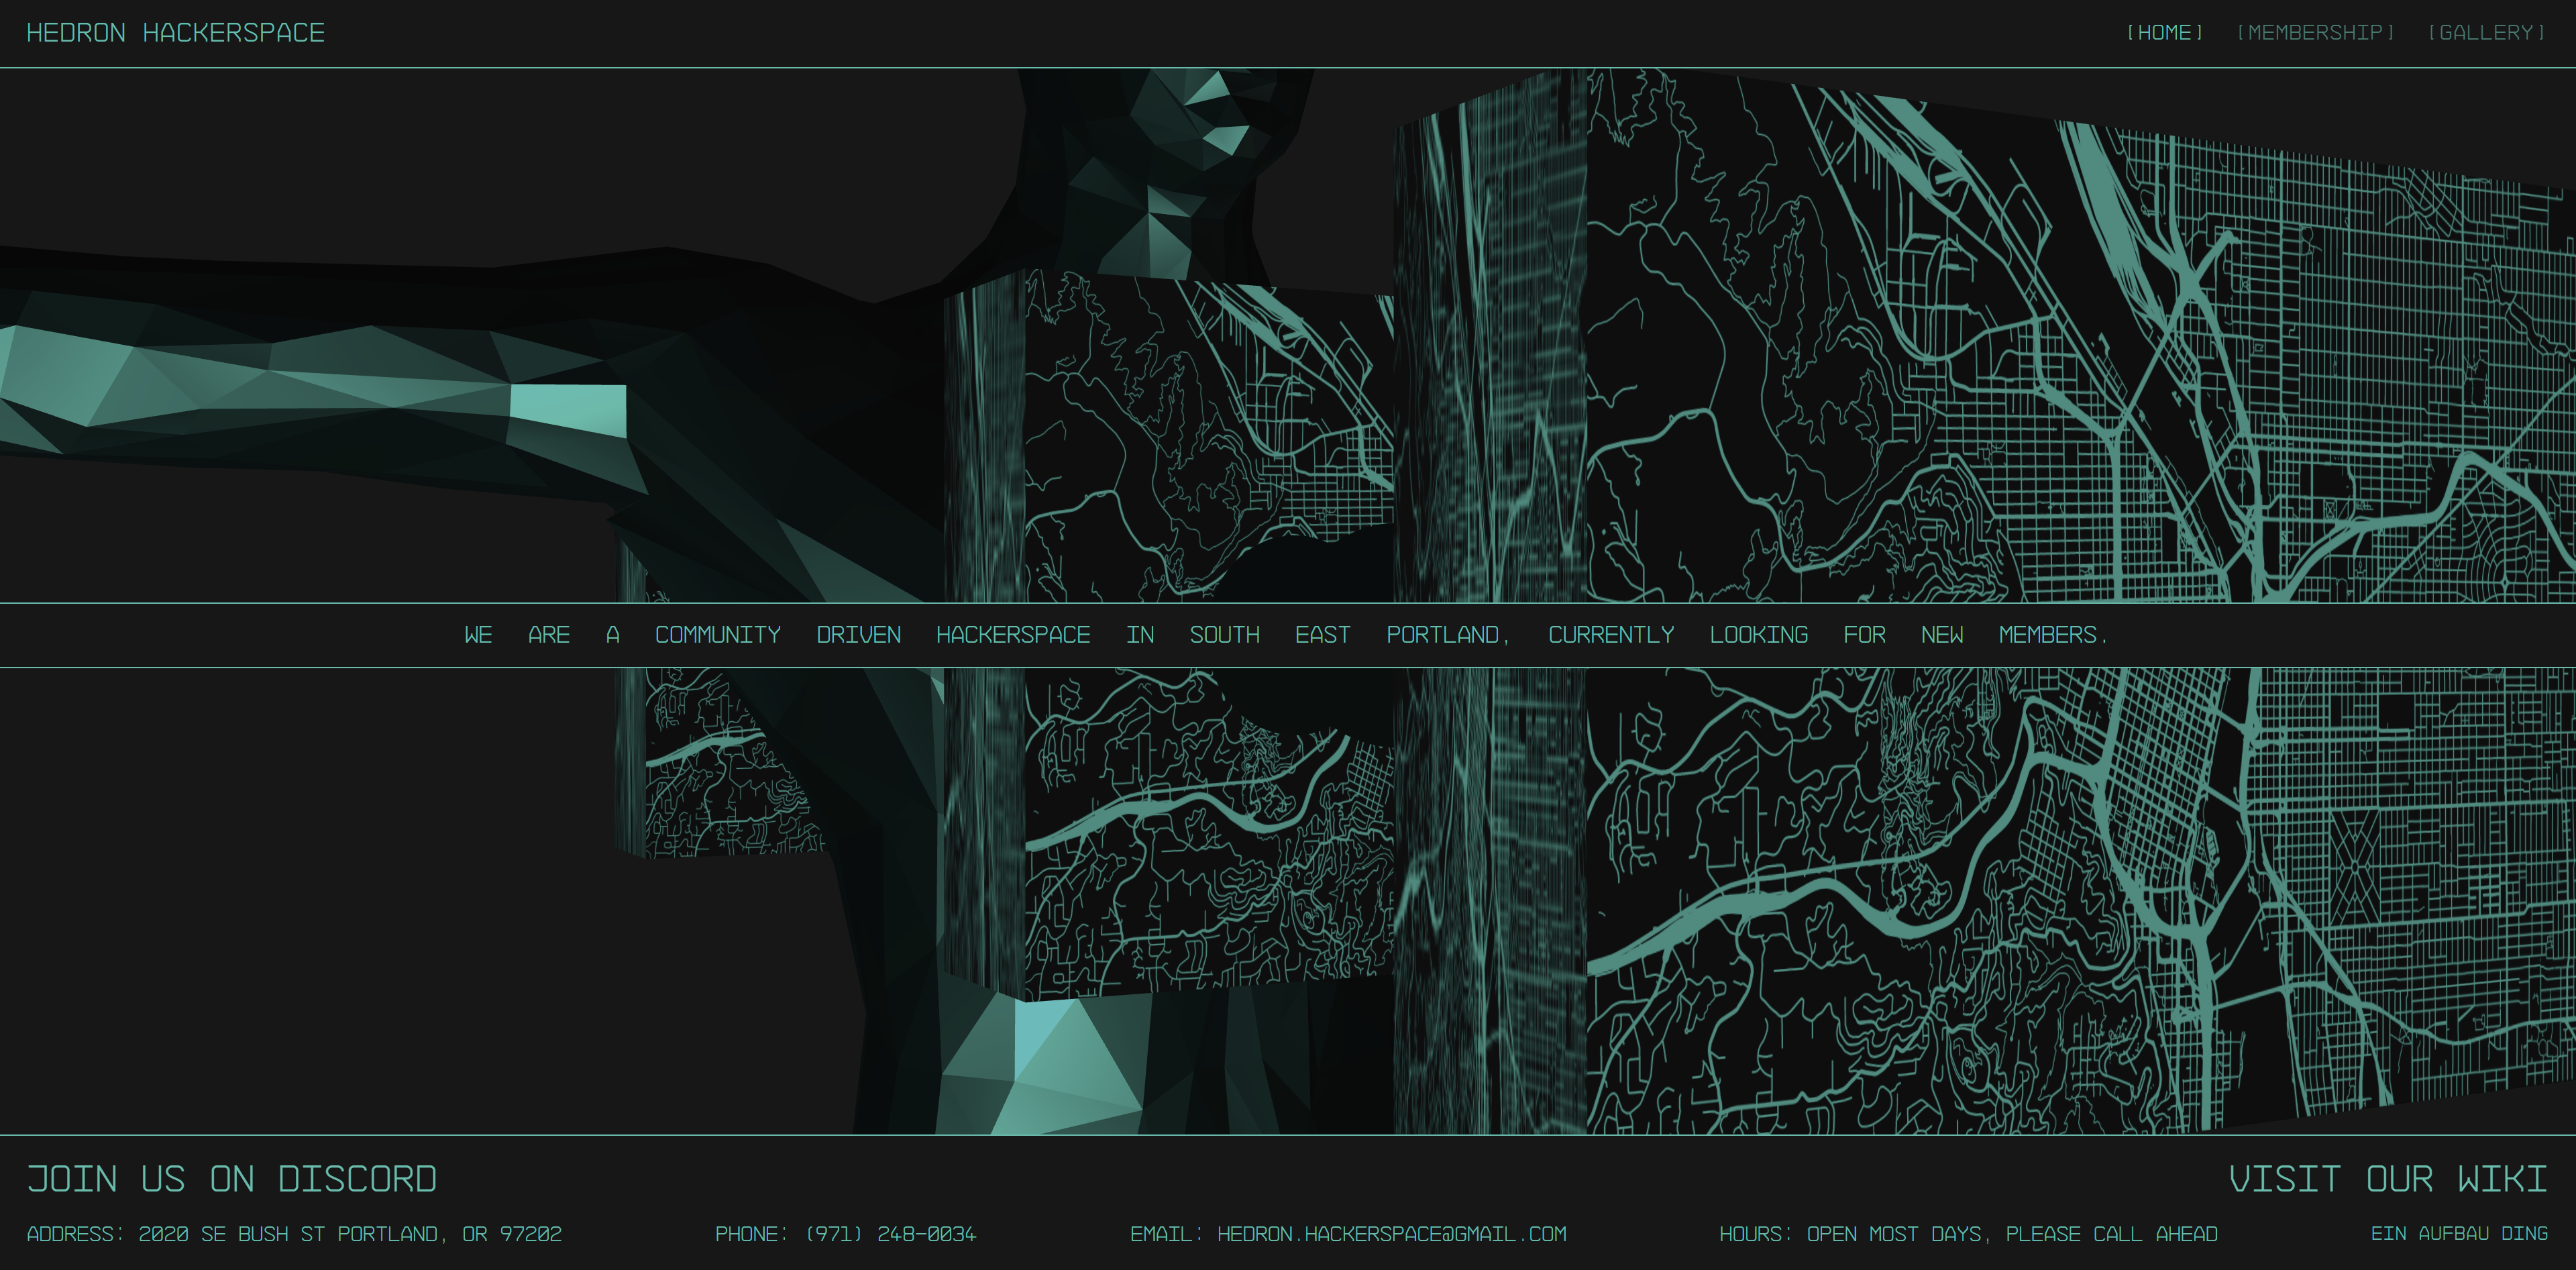 HEDRON HACKERSPACE
[HOME] [MEMBERSHIP] [GALLERY]
WE ARE A COMMUNITY DRIVEN HACKERSPACE IN SOUTH EAST PORTLAND, CURRENTLY LOOKING FOR NEW MEMBERS.
JOIN US ON DISCORD
VISIT OUR WIKI
ADDRESS: 2020 SE BUSH ST PORTLAND, OR 97202
PHONE: (971) 248-0034
EMAIL: HEDRON.HACKERSPACE@GMAIL.COM
HOURS: OPEN MOST DAYS, PLEASE CALL AHEAD
EIN AUFBAU DING